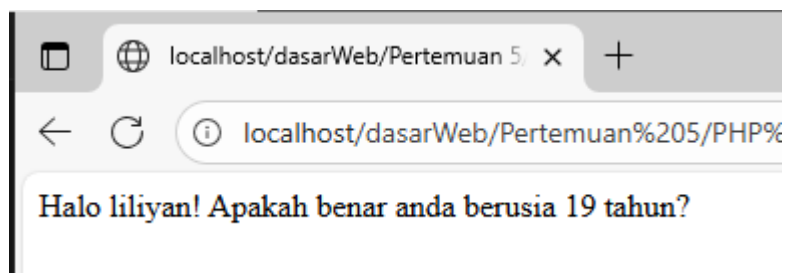 localhost/dasarWeb/Pertemuan 5/
localhost/dasarWeb/Pertemuan%205/PHP%
Halo liliyan! Apakah benar anda berusia 19 tahun?